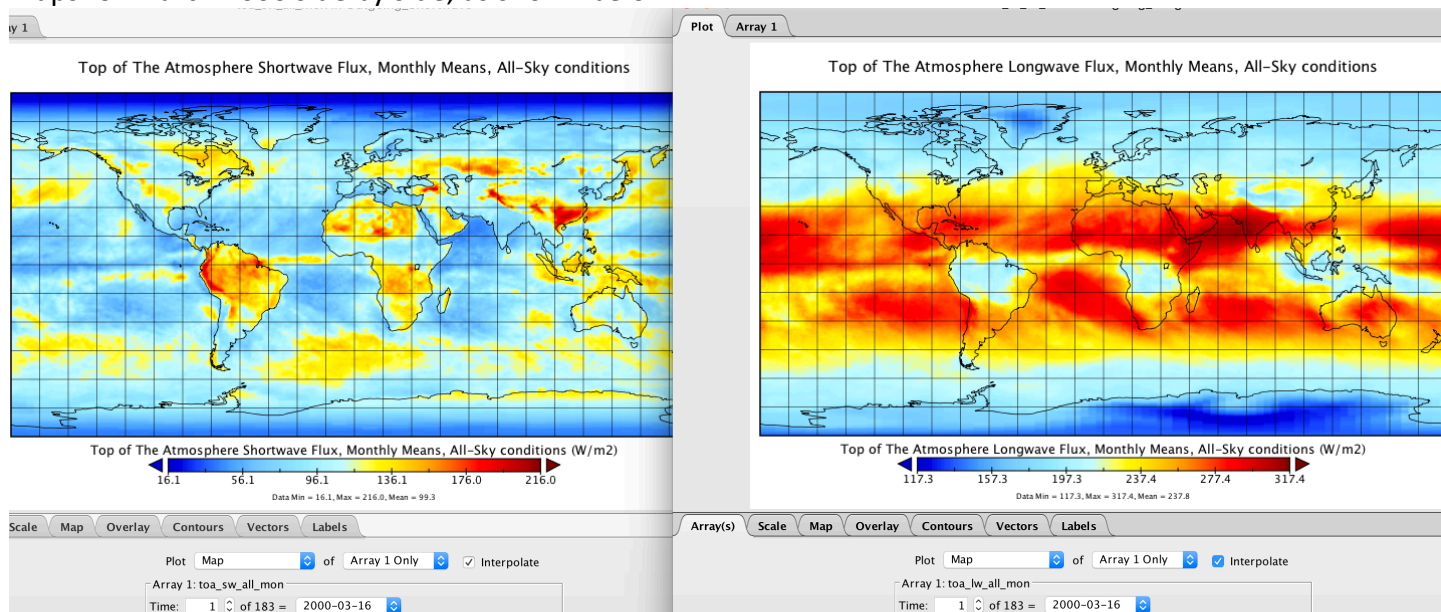 y 1
Top of The Atmosphere Shortwave Flux, Monthly Means, All-Sky conditions
Top of The Atmosphere Shortwave Flux, Monthly Means, All-Sky conditions (W/m2)
16.1 56.1 96.1 136.1 176.0 216.0
Data Min = 16.1, Max = 216.0, Mean = 99.3
Scale Map Overlay Contours Vectors Labels
Plot Map of Array 1 Only Interpolate
Array 1: toa_sw_all_mon
Time: 1 of 183 = 2000-03-16
Plot Array 1
Top of The Atmosphere Longwave Flux, Monthly Means, All-Sky conditions
Top of The Atmosphere Longwave Flux, Monthly Means, All-Sky conditions (W/m2)
117.3 157.3 197.3 237.4 277.4 317.4
Data Min = 117.3, Max = 317.4, Mean = 237.8
Array(s) Scale Map Overlay Contours Vectors Labels
Plot Map of Array 1 Only Interpolate
Array 1: toa_lw_all_mon
Time: 1 of 183 = 2000-03-16